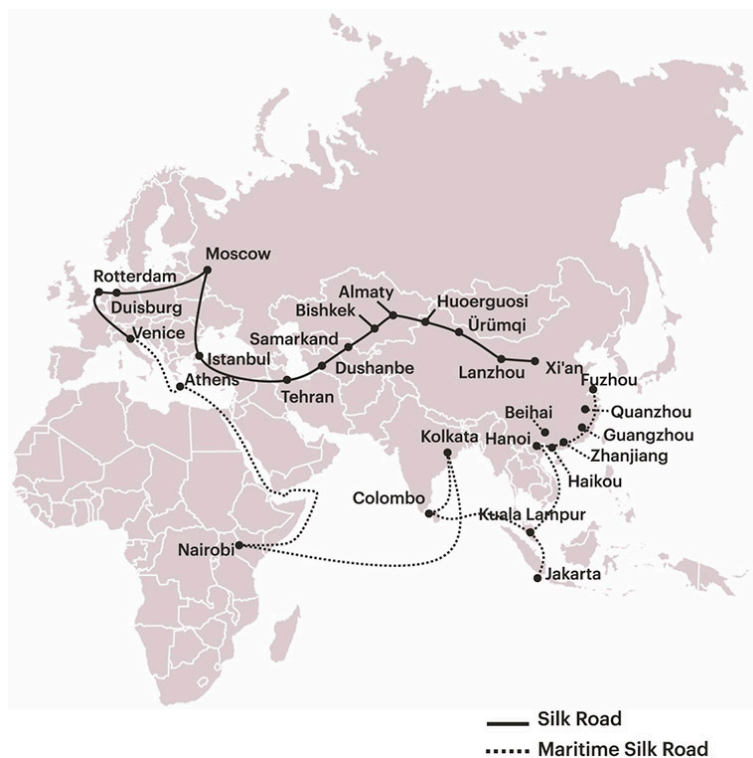 Moscow
Rotterdam
Duisburg
Almaty
Huoerguosi
Bishkek
Ürümqi
Venice
Samarkand
Istanbul
Dushanbe
Lanzhou
Xi'an
Athens
Tehran
Fuzhou
Beihai
Quanzhou
Kolkata
Hanoi
Guangzhou
Zhanjiang
Haikou
Colombo
Kuala Lampur
Nairobi
Jakarta
Silk Road
Maritime Silk Road